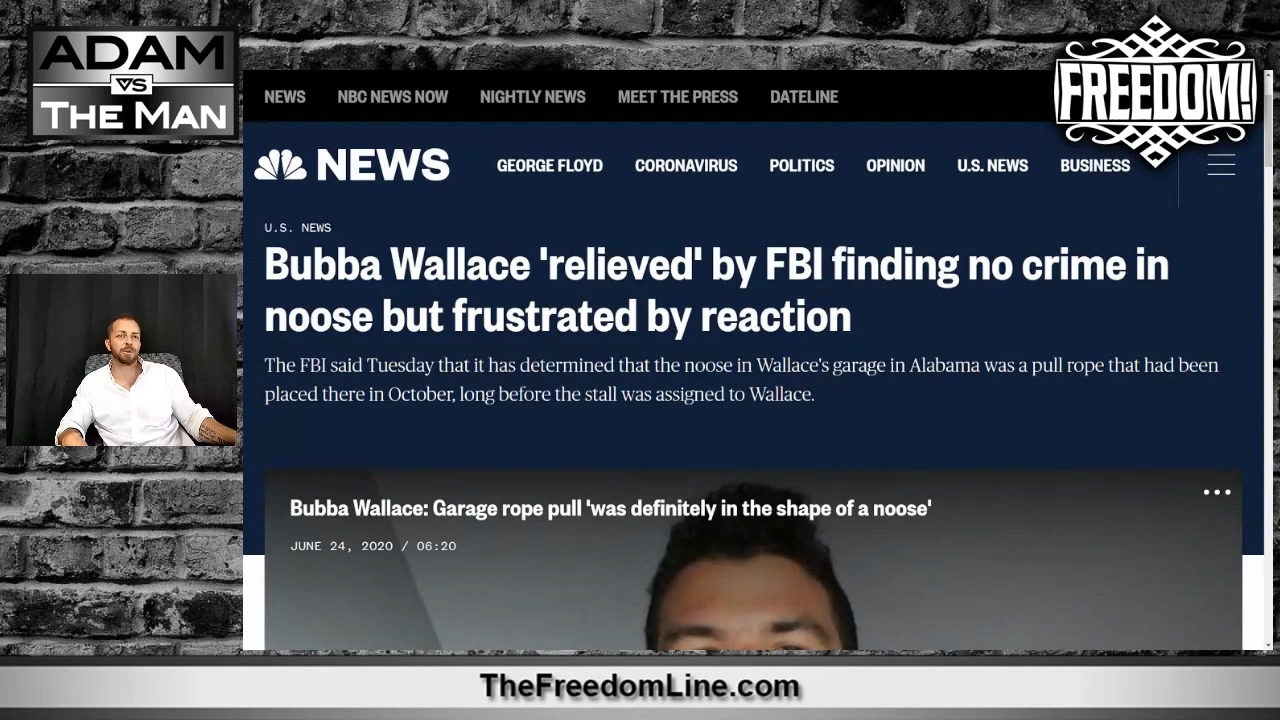 ADAM
VS
THE MAN
FREEDOM!
NEWS NBC NEWS NOW NIGHTLY NEWS MEET THE PRESS DATELINE
NEWS GEORGE FLOYD CORONAVIRUS POLITICS OPINION U.S. NEWS BUSINESS
U.S. NEWS
Bubba Wallace 'relieved' by FBI finding no crime in
noose but frustrated by reaction
The FBI said Tuesday that it has determined that the noose in Wallace's garage in Alabama was a pull rope that had been
placed there in October, long before the stall was assigned to Wallace.
Bubba Wallace: Garage rope pull 'was definitely in the shape of a noose'
JUNE 24, 2020 / 06:20
TheFreedomLine.com